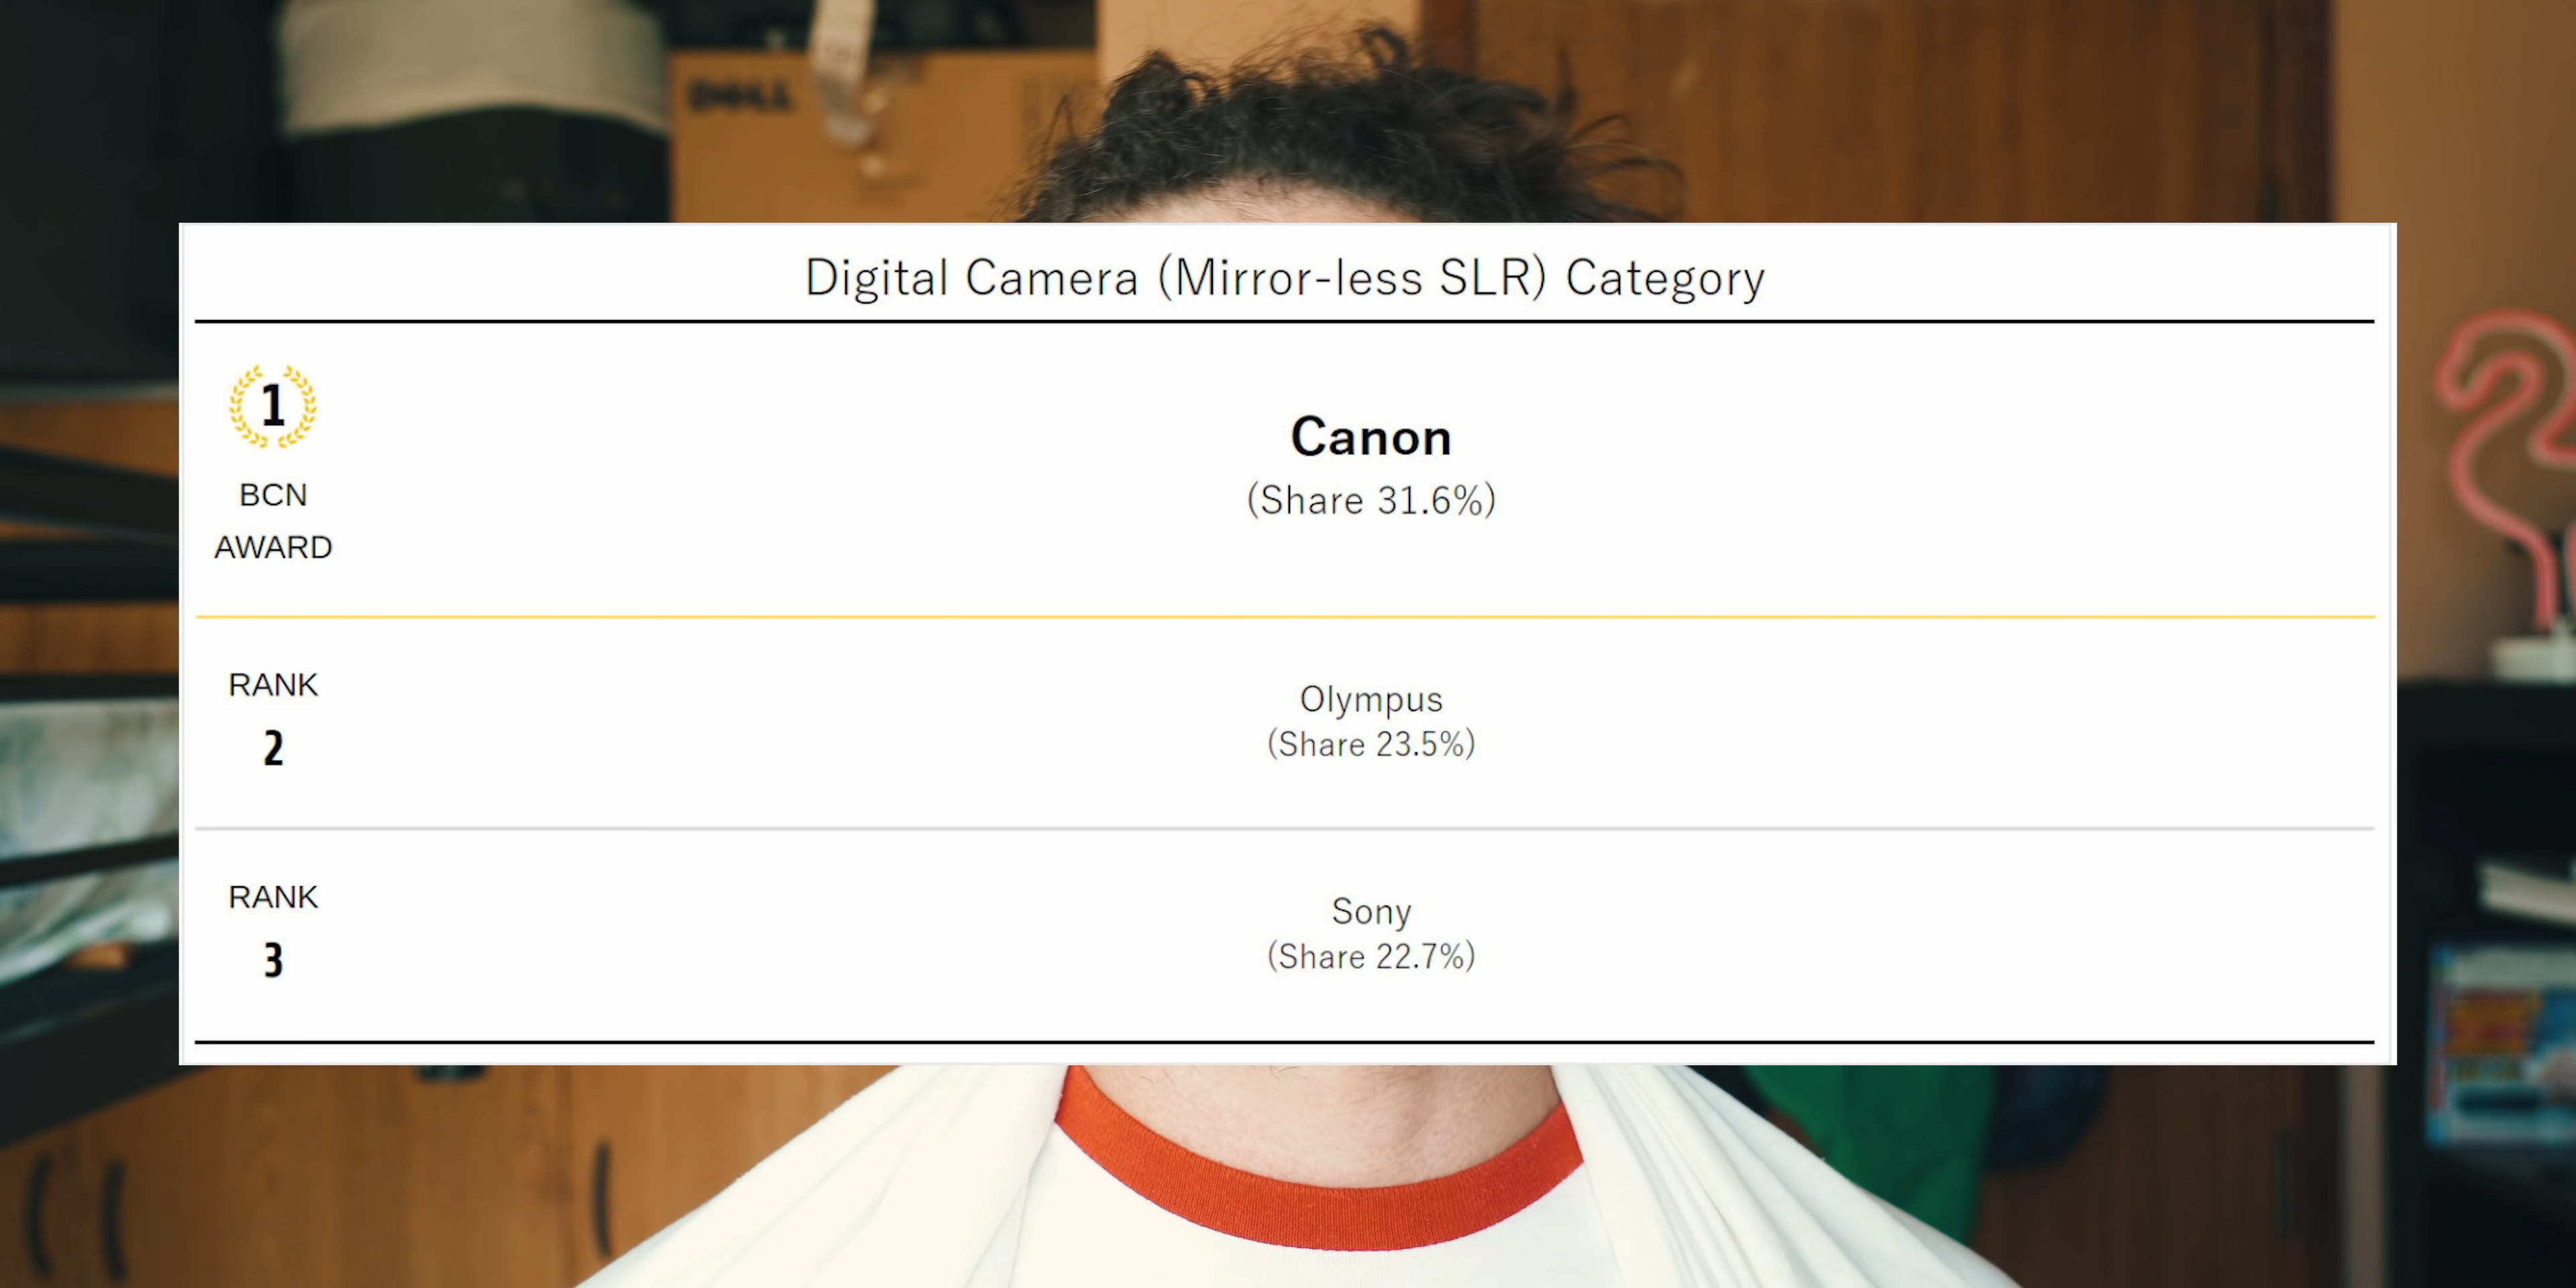 DELL
Digital Camera (Mirror-less SLR) Category
1
BCN
AWARD
Canon
(Share 31.6%)
RANK
2
Olympus
(Share 23.5%)
RANK
3
Sony
(Share 22.7%)